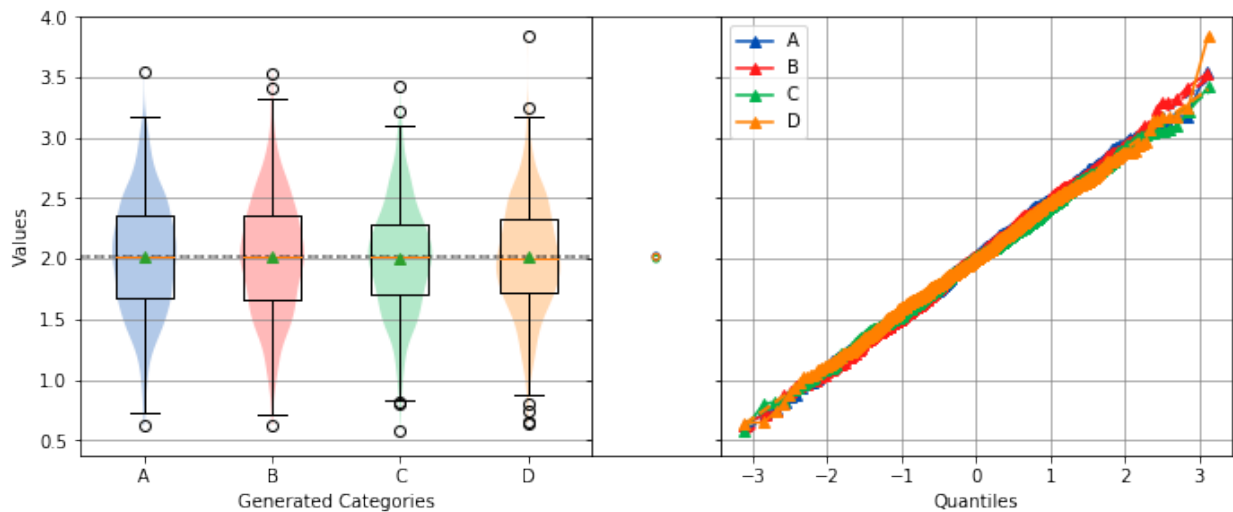 4.0
3.5
3.0
2.5
2.0
1.5
1.0
0.5
Values
A
B
C
D
Generated Categories
A
B
C
D
−3
−2
−1
0
1
2
3
Quantiles